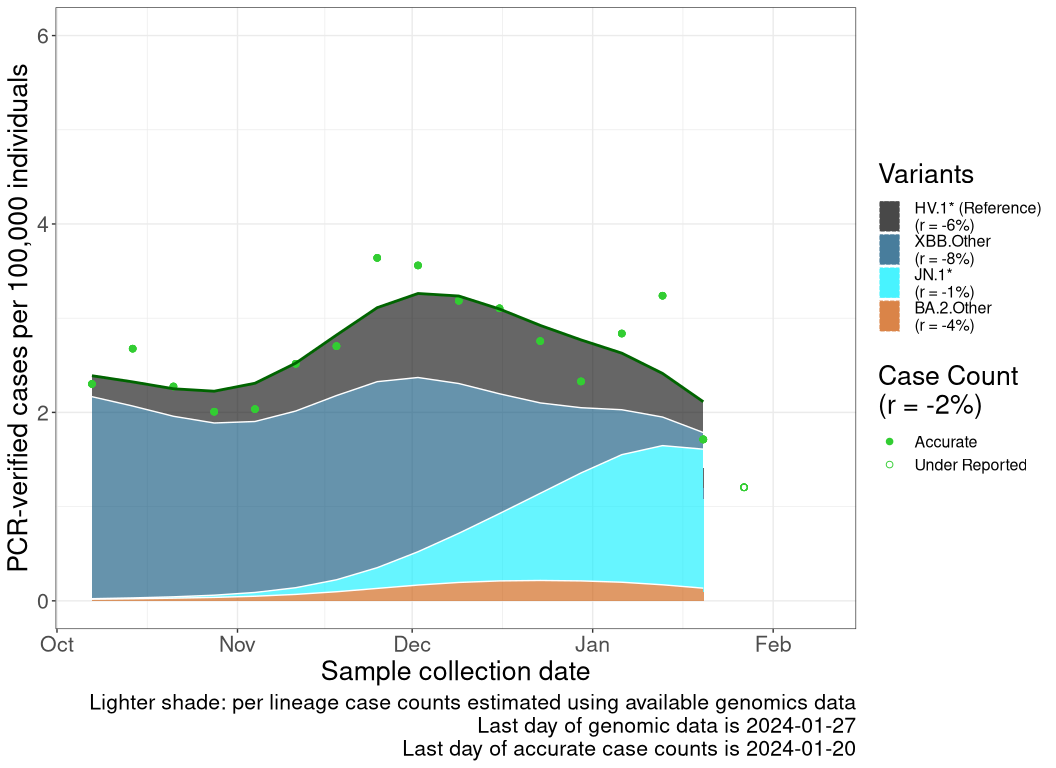 PCR-verified cases per 100,000 individuals
6
4
2
0
Oct
Nov
Dec
Jan
Feb
Sample collection date
Variants
HV.1* (Reference)
(r = -6%)
XBB.Other
(r = -8%)
JN.1*
(r = -1%)
BA.2.Other
(r = -4%)
Case Count
(r = -2%)
Accurate
Under Reported
Lighter shade: per lineage case counts estimated using available genomics data
Last day of genomic data is 2024-01-27
Last day of accurate case counts is 2024-01-20